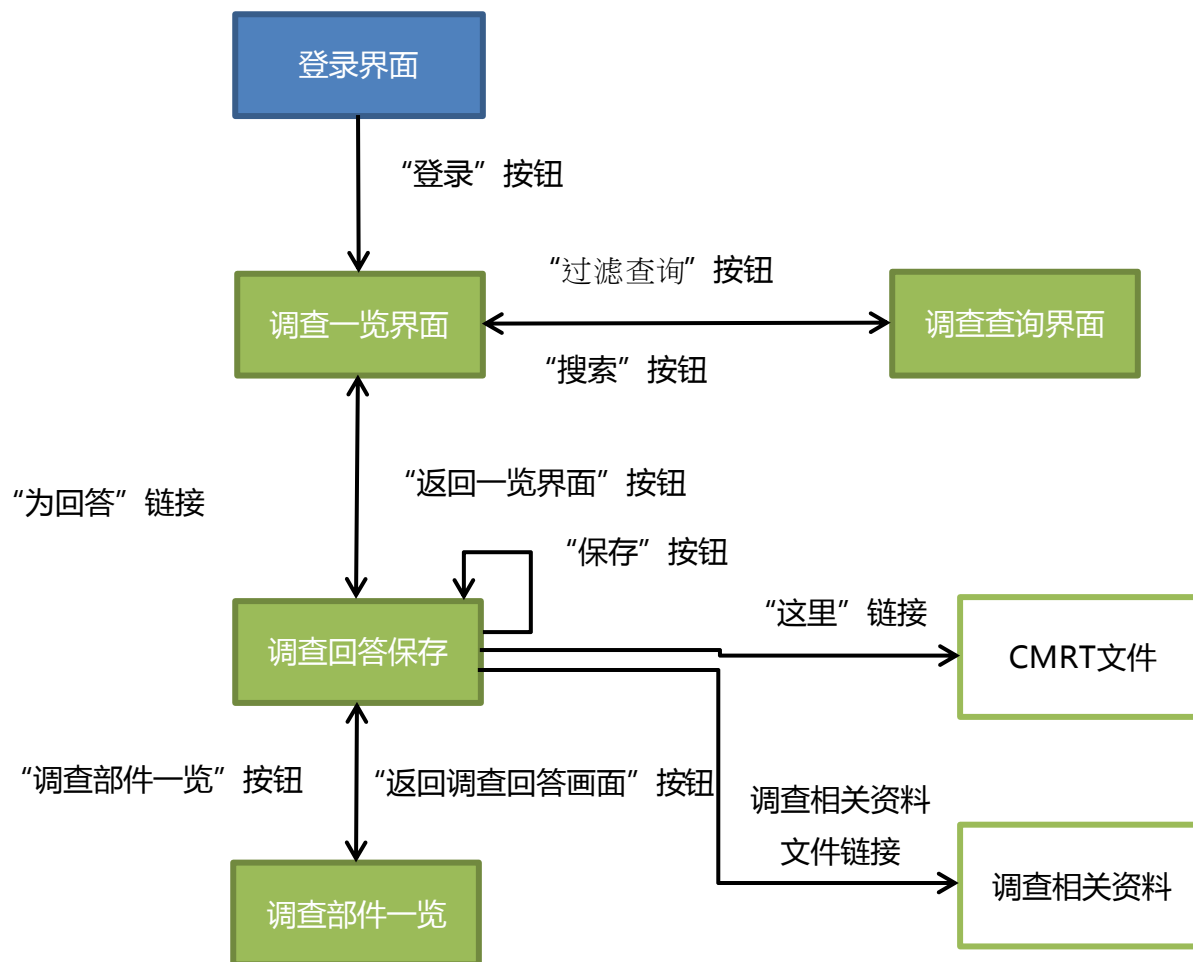 登录界面
“登录”按钮
“过滤查询”按钮
调查一览界面
调查查询界面
“搜索”按钮
“为回答”链接
“返回一览界面”按钮
“保存”按钮
“这里”链接
调查回答保存
CMRT文件
“调查部件一览”按钮
“返回调查回答画面”按钮
调查相关资料
文件链接
调查部件一览
调查相关资料